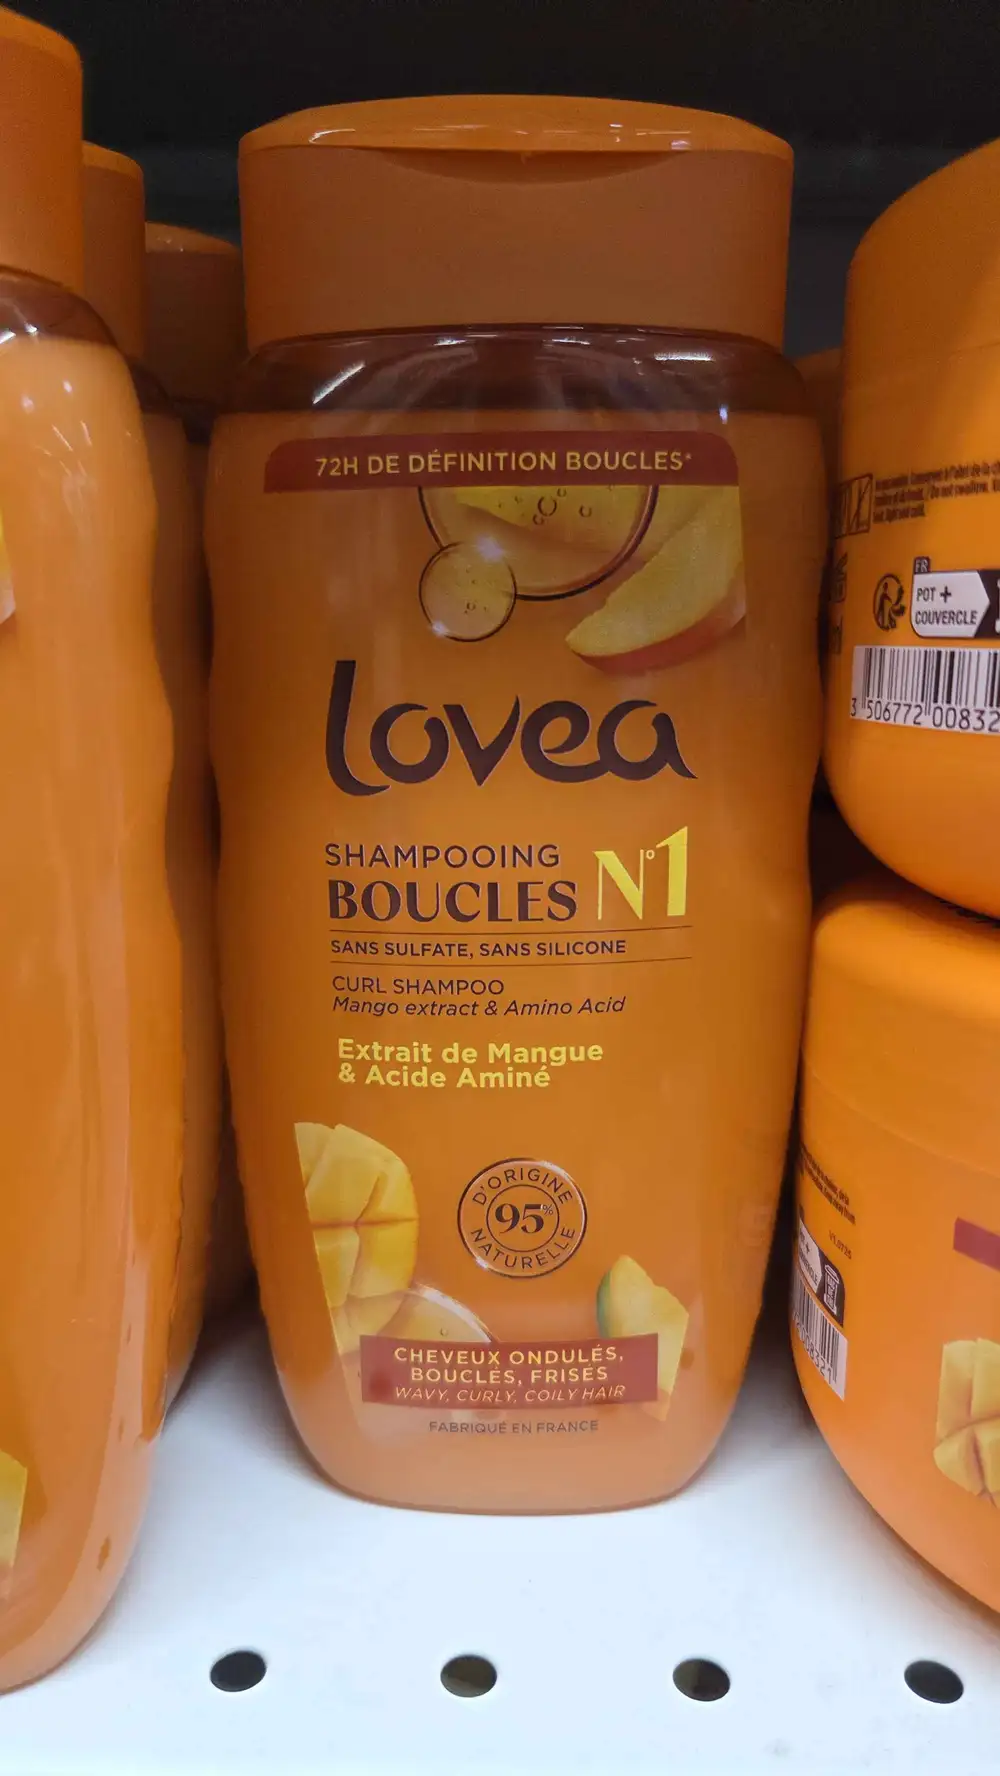 72H DE DÉFINITION BOUCLES*
lovea
SHAMPOOING
BOUCLES N°1
SANS SULFATE, SANS SILICONE
CURL SHAMPOO
Mango extract & Amino Acid
Extrait de Mangue
& Acide Aminé
D'ORIGINE
95%
NATURELLE
CHEVEUX ONDULÉS,
BOUCLÉS, FRISÉS
WAVY, CURLY, COILY HAIR
FABRIQUÉ EN FRANCE
FR
POT +
COUVERCLE
3 506772 00832